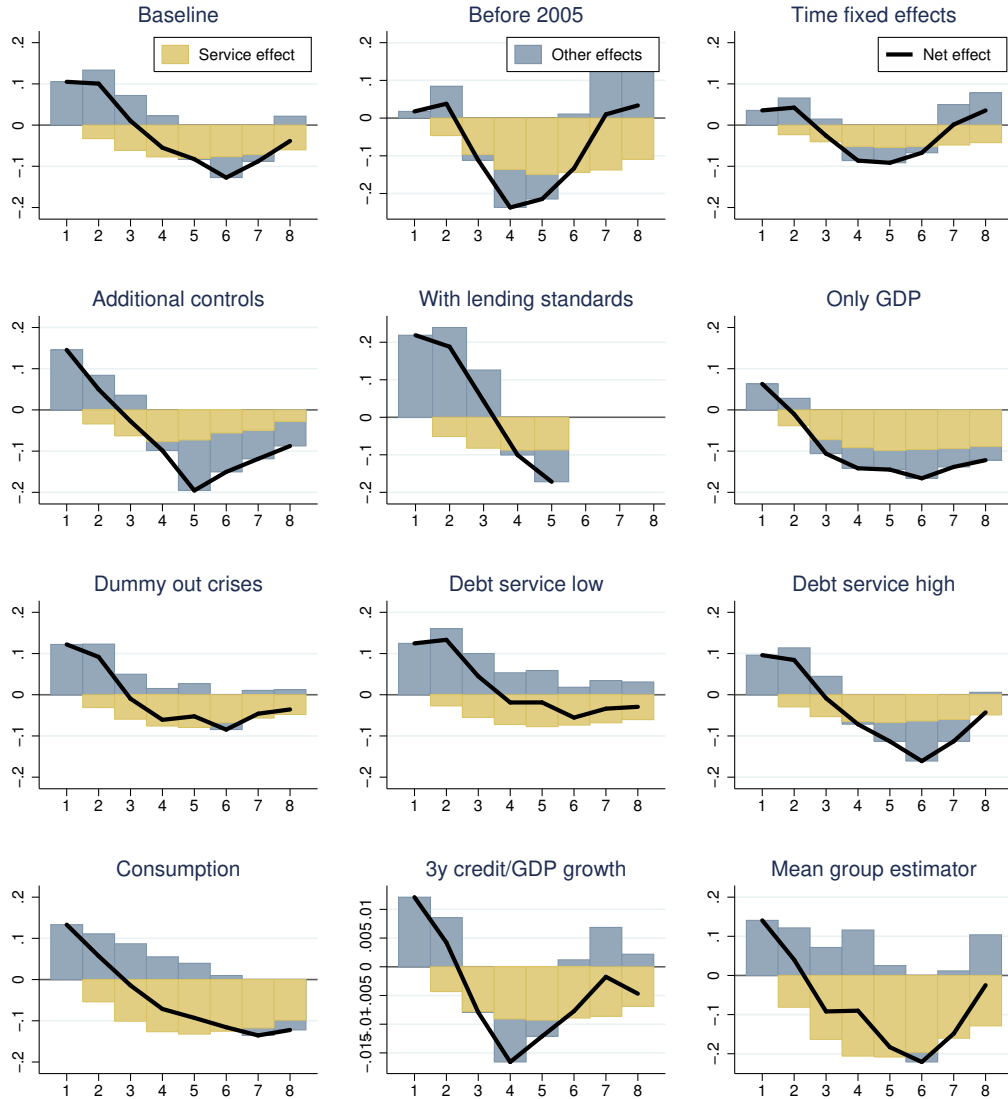 Baseline
Service effect
.2
.1
0
-.1
-.2
1 2 3 4 5 6 7 8
Before 2005
Other effects
.2
.1
0
-.1
-.2
1 2 3 4 5 6 7 8
Time fixed effects
Net effect
.2
.1
0
-.1
-.2
1 2 3 4 5 6 7 8
Additional controls
.2
.1
0
-.1
-.2
1 2 3 4 5 6 7 8
With lending standards
.2
.1
0
-.1
-.2
1 2 3 4 5 6 7 8
Only GDP
.2
.1
0
-.1
-.2
1 2 3 4 5 6 7 8
Dummy out crises
.2
.1
0
-.1
-.2
1 2 3 4 5 6 7 8
Debt service low
.2
.1
0
-.1
-.2
1 2 3 4 5 6 7 8
Debt service high
.2
.1
0
-.1
-.2
1 2 3 4 5 6 7 8
Consumption
.2
.1
0
-.1
-.2
1 2 3 4 5 6 7 8
3y credit/GDP growth
.01
.005
0
-.005
-.01
-.015
1 2 3 4 5 6 7 8
Mean group estimator
.2
.1
0
-.1
-.2
1 2 3 4 5 6 7 8